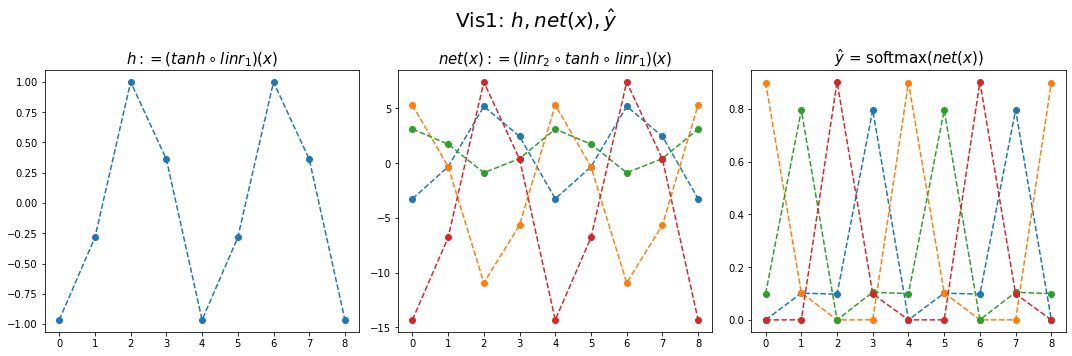 Vis1: h, net(x), ŷ
h := (tanh ∘ linr₁)(x)
1.00
0.75
0.50
0.25
0.00
−0.25
−0.50
−0.75
−1.00
0 1 2 3 4 5 6 7 8
net(x) := (linr₂ ∘ tanh ∘ linr₁)(x)
5
0
−5
−10
−15
0 1 2 3 4 5 6 7 8
ŷ = softmax(net(x))
0.8
0.6
0.4
0.2
0.0
0 1 2 3 4 5 6 7 8